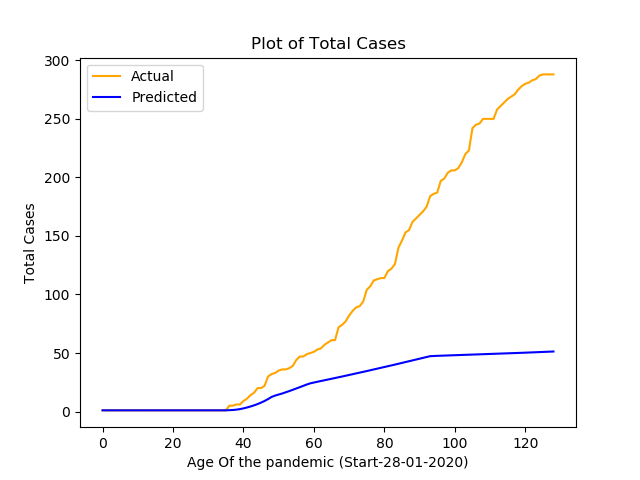 Plot of Total Cases
300
250
200
150
100
50
0
Total Cases
Actual
Predicted
0 20 40 60 80 100 120
Age Of the pandemic (Start-28-01-2020)